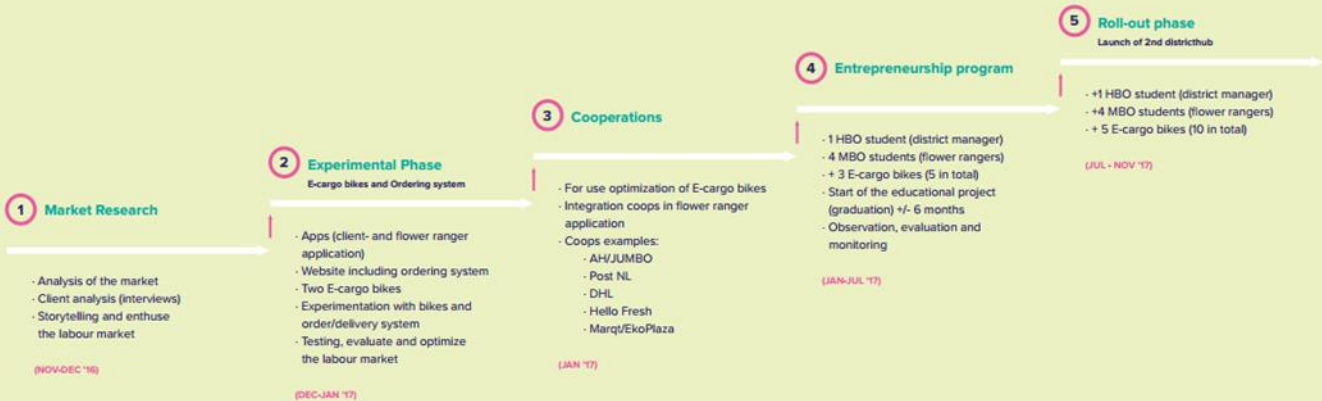 1 Market Research
· Analysis of the market
· Client analysis (interviews)
· Storytelling and enthuse
the labour market
(NOV-DEC '16)
2 Experimental Phase
E-cargo bikes and Ordering system
· Apps (client- and flower ranger
application)
· Website including ordering system
· Two E-cargo bikes
· Experimentation with bikes and
order/delivery system
· Testing, evaluate and optimize
the labour market
(DEC-JAN '17)
3 Cooperations
· For use optimization of E-cargo bikes
· Integration coops in flower ranger
application
· Coops examples:
· AH/JUMBO
· Post NL
· DHL
· Hello Fresh
· Marqt/EkoPlaza
(JAN '17)
4 Entrepreneurship program
· 1 HBO student (district manager)
· 4 MBO students (flower rangers)
· + 3 E-cargo bikes (5 in total)
· Start of the educational project
(graduation) +/- 6 months
· Observation, evaluation and
monitoring
(JAN-JUL '17)
5 Roll-out phase
Launch of 2nd districthub
· +1 HBO student (district manager)
· +4 MBO students (flower rangers)
· + 5 E-cargo bikes (10 in total)
(JUL - NOV '17)